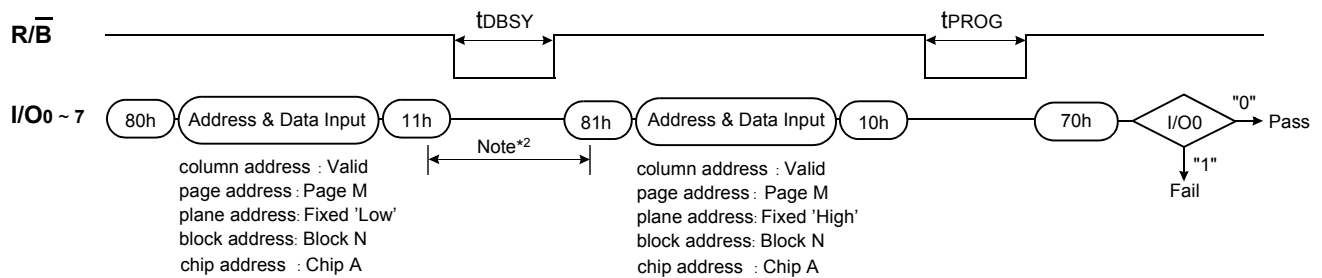 R/B tDBSY tPROG
I/O0 ~ 7 80h Address & Data Input 11h 81h Address & Data Input 10h 70h I/O0 "0" Pass
Note*2
"1"
Fail
column address : Valid
page address : Page M
plane address: Fixed 'Low'
block address: Block N
chip address : Chip A
column address : Valid
page address : Page M
plane address: Fixed 'High'
block address: Block N
chip address : Chip A